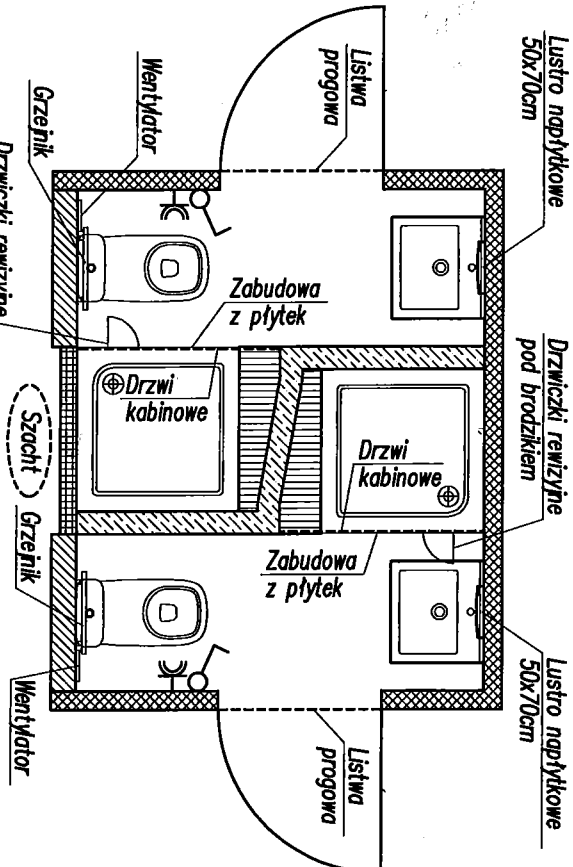 Lustro napłytkowe
50x70cm
Listwa
progowa
Wentylator
Grzejnik
Drzwiczki rewizyjne
Zabudowa
z płytek
Drzwi
kabinowe
Drzwiczki rewizyjne
pod brodzikiem
Drzwi
kabinowe
Szacht
Zabudowa
z płytek
Grzejnik
Wentylator
Listwa
progowa
Lustro napłytkowe
50x70cm